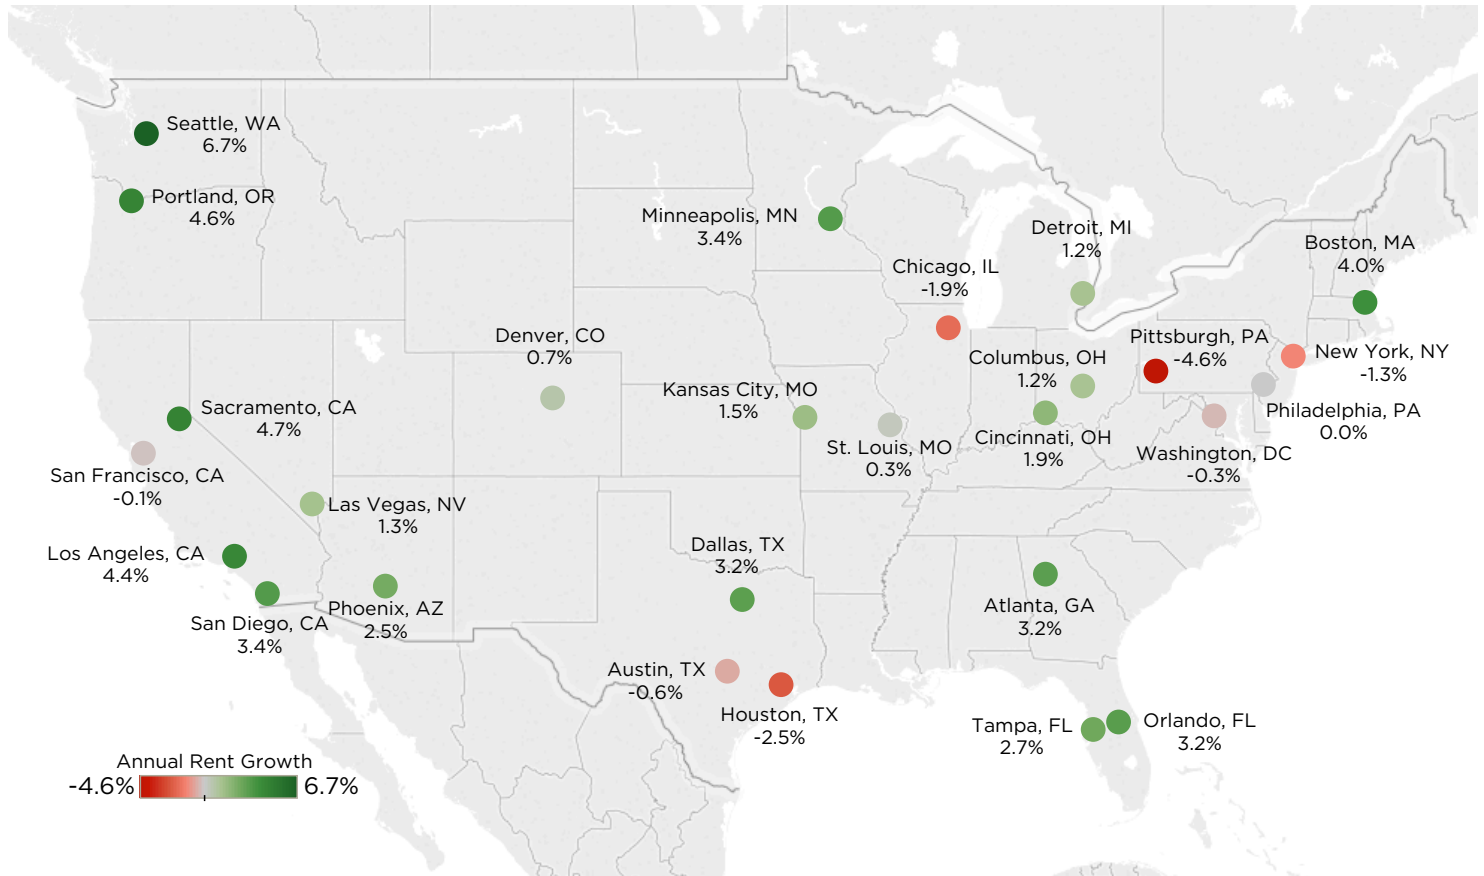 Seattle, WA
6.7%
Portland, OR
4.6%
Minneapolis, MN
3.4%
Detroit, MI
1.2%
Boston, MA
4.0%
Chicago, IL
-1.9%
Denver, CO
0.7%
Pittsburgh, PA
-4.6%
New York, NY
-1.3%
Columbus, OH
1.2%
Kansas City, MO
1.5%
Sacramento, CA
4.7%
Philadelphia, PA
0.0%
Cincinnati, OH
1.9%
St. Louis, MO
0.3%
Washington, DC
-0.3%
San Francisco, CA
-0.1%
Las Vegas, NV
1.3%
Los Angeles, CA
4.4%
Dallas, TX
3.2%
Phoenix, AZ
2.5%
San Diego, CA
3.4%
Atlanta, GA
3.2%
Austin, TX
-0.6%
Houston, TX
-2.5%
Tampa, FL
2.7%
Orlando, FL
3.2%
Annual Rent Growth
-4.6% 6.7%